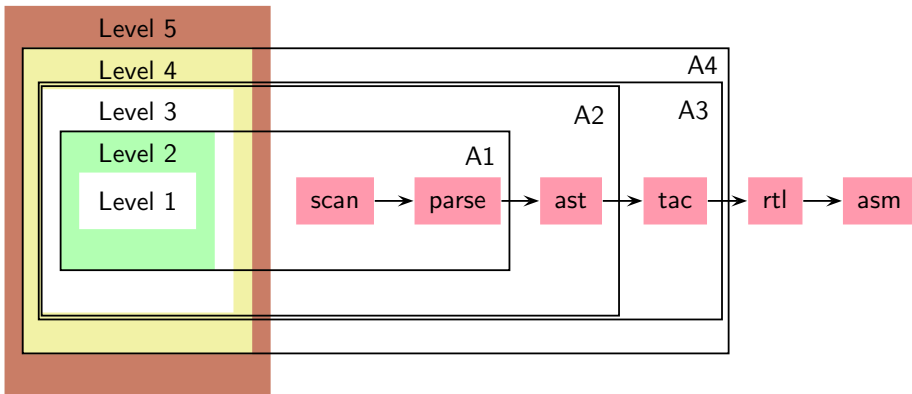 Level 5
Level 4
A4
Level 3
A2
A3
Level 2
A1
Level 1
scan
parse
ast
tac
rtl
asm